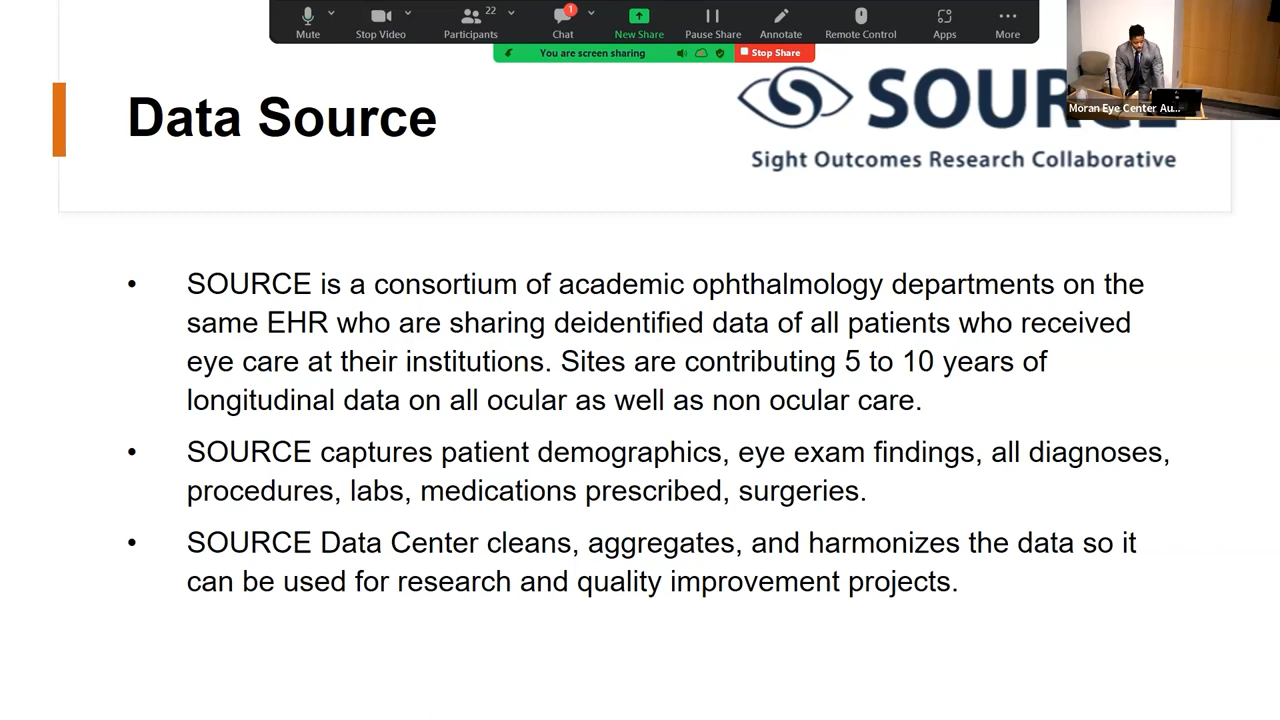 Mute
Stop Video
22
Participants
1
Chat
New Share
Pause Share
Annotate
Remote Control
Apps
More
You are screen sharing
Stop Share
Moran Eye Center Au...
Data Source
SOURCE
Sight Outcomes Research Collaborative
• SOURCE is a consortium of academic ophthalmology departments on the
same EHR who are sharing deidentified data of all patients who received
eye care at their institutions. Sites are contributing 5 to 10 years of
longitudinal data on all ocular as well as non ocular care.
• SOURCE captures patient demographics, eye exam findings, all diagnoses,
procedures, labs, medications prescribed, surgeries.
• SOURCE Data Center cleans, aggregates, and harmonizes the data so it
can be used for research and quality improvement projects.